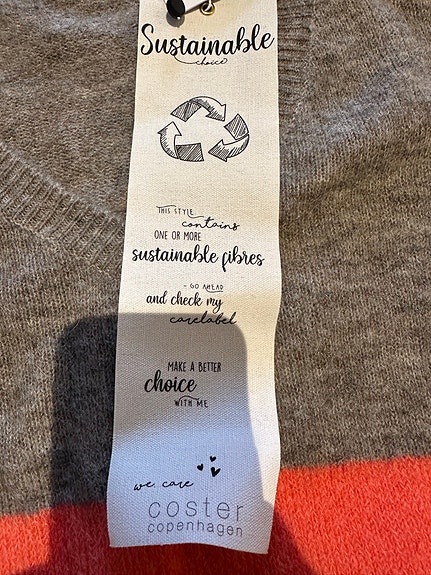 Sustainable
choice
THIS STYLE
contains
ONE OR MORE
sustainable fibres
- GO AHEAD
and check my
carelabel
MAKE A BETTER
choice
WITH ME
we care
coster
copenhagen